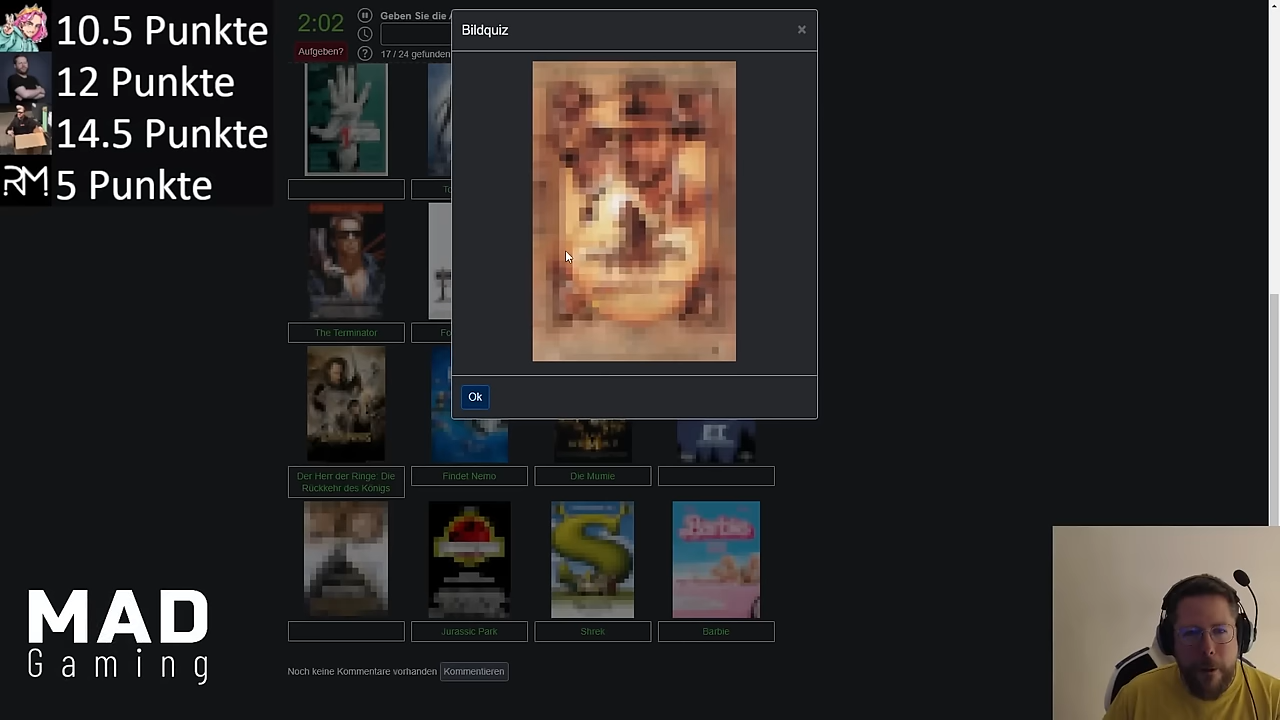 10.5 Punkte
12 Punkte
14.5 Punkte
RM
5 Punkte
2:02
Aufgeben?
Geben Sie die
17 / 24 gefunden
Bildquiz
×
Ok
The Terminator
Der Herr der Ringe: Die
Rückkehr des Königs
Findet Nemo
Die Mumie
Jurassic Park
Shrek
Barbie
Barbie
Noch keine Kommentare vorhanden
Kommentieren
MAD
Gaming